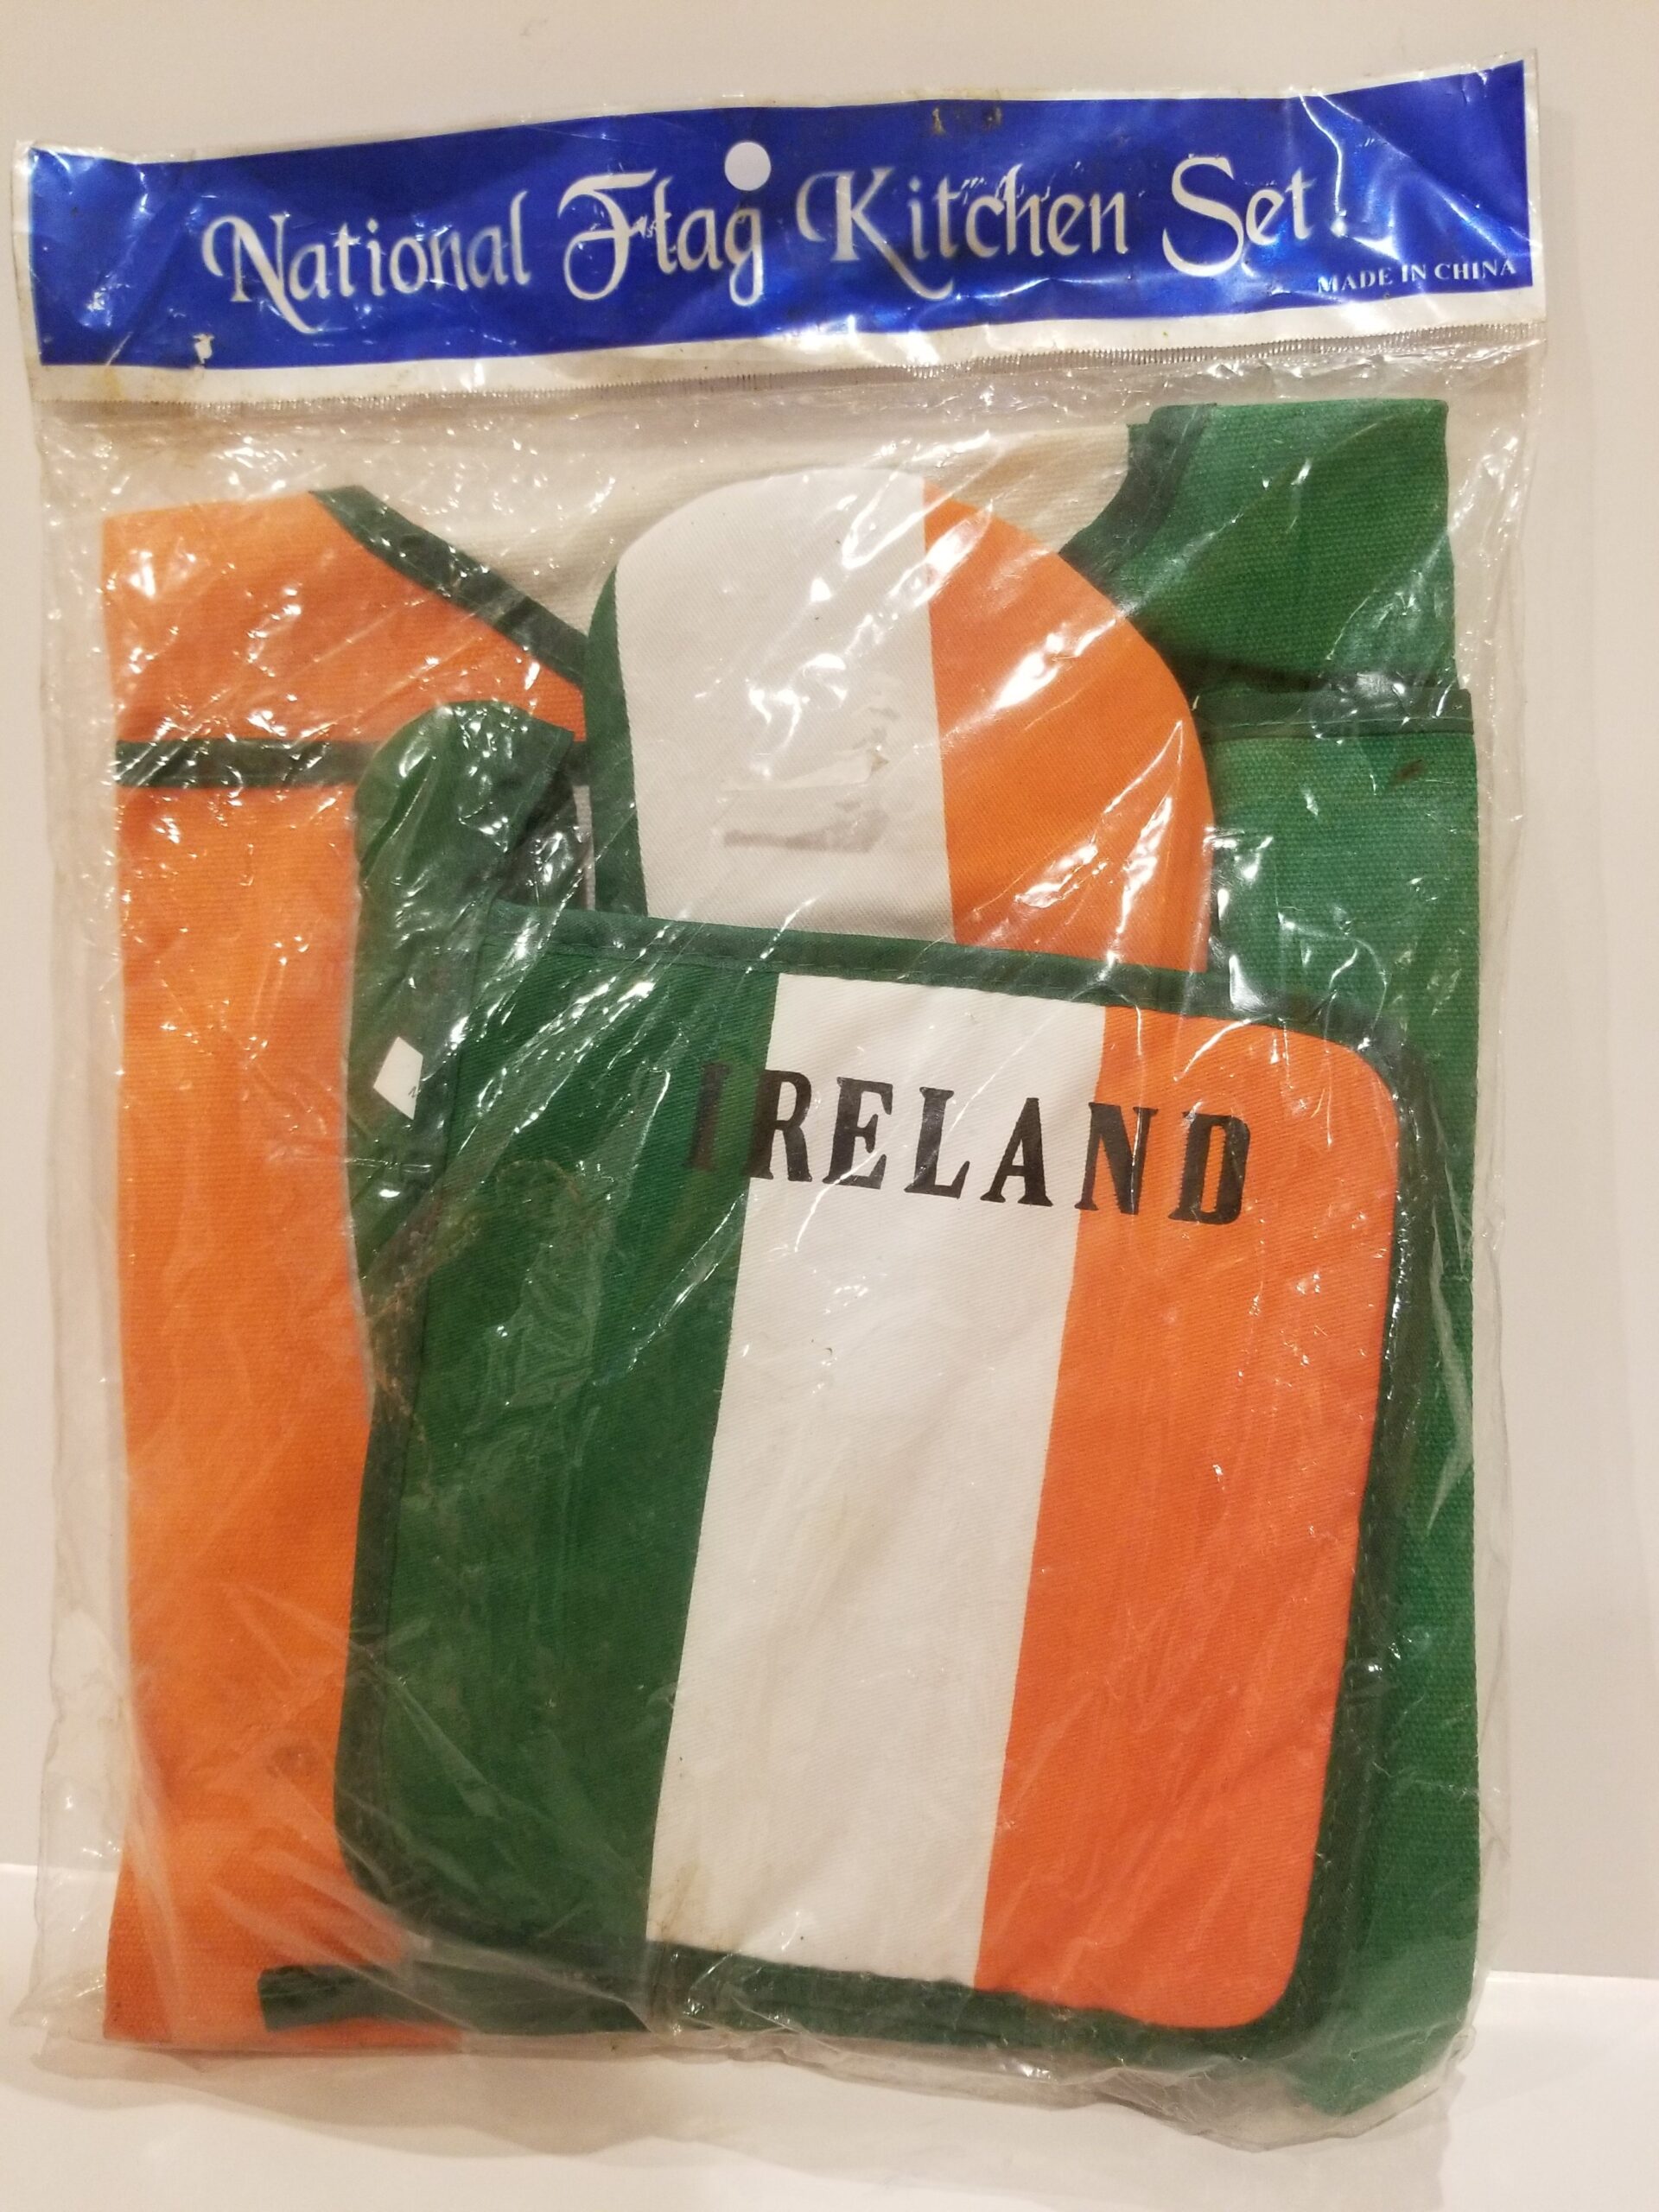 National Flag Kitchen Set.
MADE IN CHINA
IRELAND